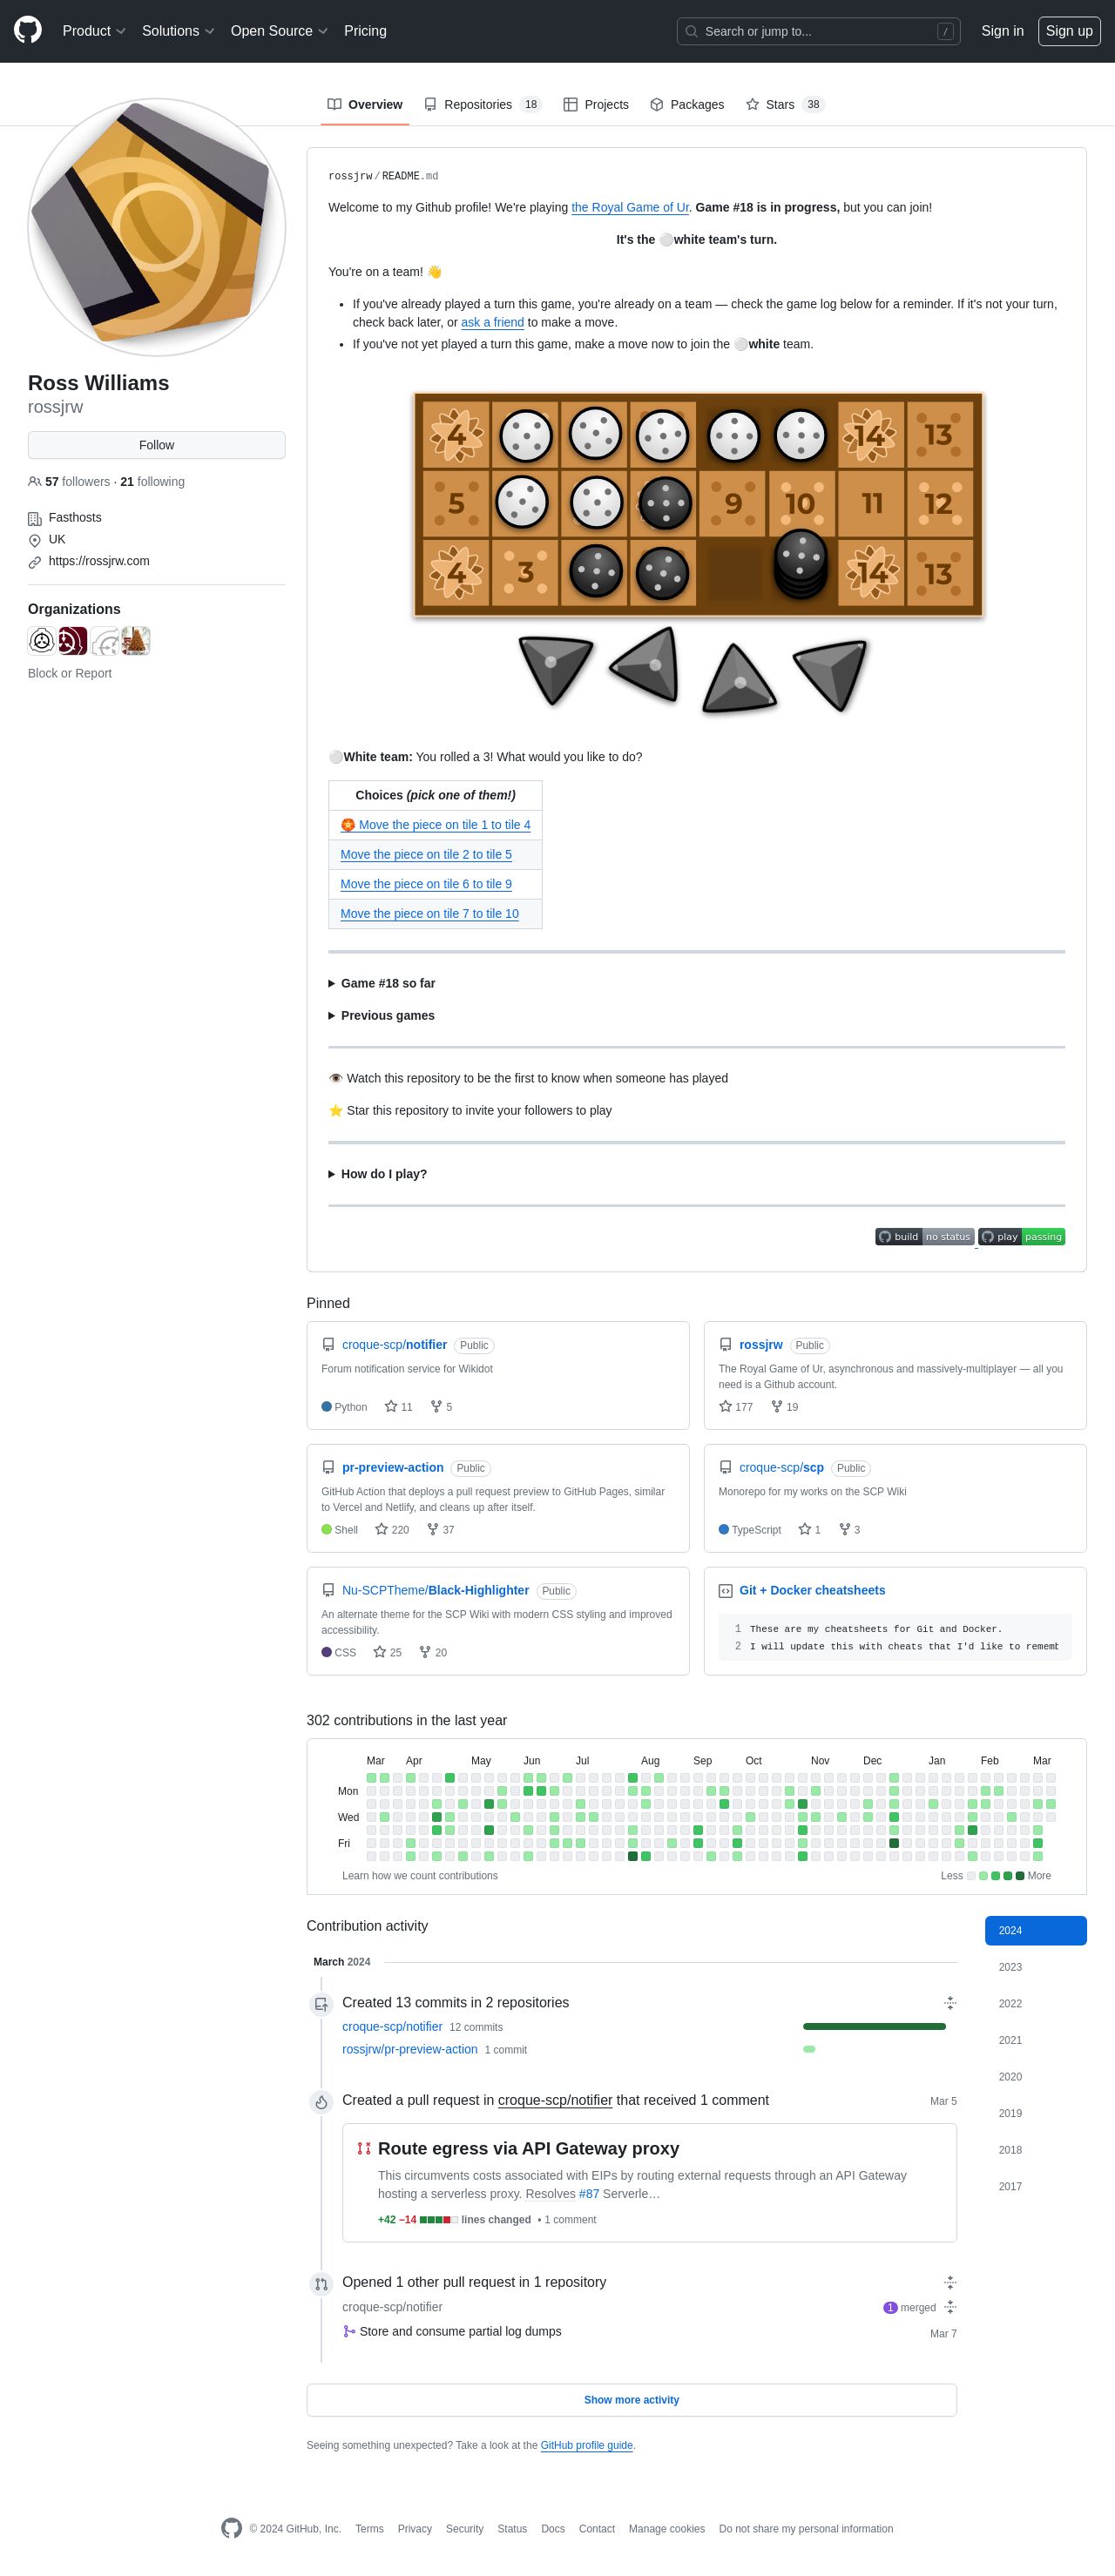 Product Solutions Open Source Pricing Search or jump to... / Sign in Sign up
Overview Repositories 18 Projects Packages Stars 38
Ross Williams
rossjrw
Follow
57 followers · 21 following
Fasthosts
UK
https://rossjrw.com
Organizations
Block or Report
rossjrw/README.md
Welcome to my Github profile! We're playing the Royal Game of Ur. Game #18 is in progress, but you can join!
It's the ⚪white team's turn.
You're on a team! 👋
• If you've already played a turn this game, you're already on a team — check the game log below for a reminder. If it's not your turn,
check back later, or ask a friend to make a move.
• If you've not yet played a turn this game, make a move now to join the ⚪white team.
4 14 13
5 9 10 11 12
4 3 14 13
⚪White team: You rolled a 3! What would you like to do?
Choices (pick one of them!)
🏵️ Move the piece on tile 1 to tile 4
Move the piece on tile 2 to tile 5
Move the piece on tile 6 to tile 9
Move the piece on tile 7 to tile 10
Game #18 so far
Previous games
👁️ Watch this repository to be the first to know when someone has played
⭐ Star this repository to invite your followers to play
How do I play?
build no status play passing
Pinned
croque-scp/notifier Public
Forum notification service for Wikidot
Python 11 5
rossjrw Public
The Royal Game of Ur, asynchronous and massively-multiplayer — all you
need is a Github account.
177 19
pr-preview-action Public
GitHub Action that deploys a pull request preview to GitHub Pages, similar
to Vercel and Netlify, and cleans up after itself.
Shell 220 37
croque-scp/scp Public
Monorepo for my works on the SCP Wiki
TypeScript 1 3
Nu-SCPTheme/Black-Highlighter Public
An alternate theme for the SCP Wiki with modern CSS styling and improved
accessibility.
CSS 25 20
Git + Docker cheatsheets
1 These are my cheatsheets for Git and Docker.
2 I will update this with cheats that I'd like to rememb
302 contributions in the last year
Mar Apr May Jun Jul Aug Sep Oct Nov Dec Jan Feb Mar
Mon
Wed
Fri
Learn how we count contributions Less More
Contribution activity
2024
2023
2022
2021
2020
2019
2018
2017
March 2024
Created 13 commits in 2 repositories
croque-scp/notifier 12 commits
rossjrw/pr-preview-action 1 commit
Created a pull request in croque-scp/notifier that received 1 comment Mar 5
Route egress via API Gateway proxy
This circumvents costs associated with EIPs by routing external requests through an API Gateway
hosting a serverless proxy. Resolves #87 Serverle…
+42 −14 lines changed • 1 comment
Opened 1 other pull request in 1 repository
croque-scp/notifier 1 merged
Store and consume partial log dumps Mar 7
Show more activity
Seeing something unexpected? Take a look at the GitHub profile guide.
© 2024 GitHub, Inc. Terms Privacy Security Status Docs Contact Manage cookies Do not share my personal information